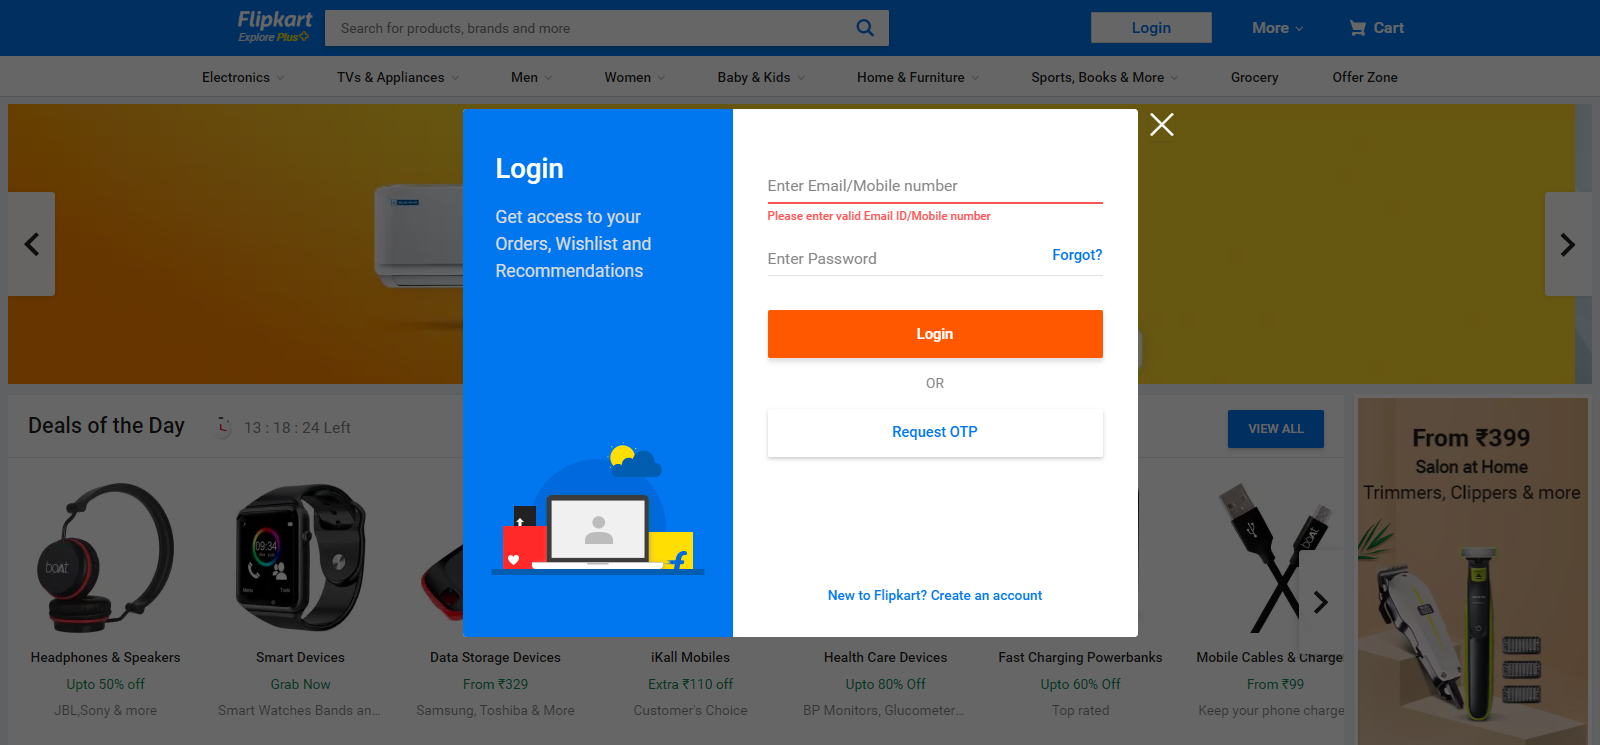 Flipkart
Explore Plus
Search for products, brands and more
Login
More
Cart
Electronics
TVs & Appliances
Men
Women
Baby & Kids
Home & Furniture
Sports, Books & More
Grocery
Offer Zone
Login
Get access to your
Orders, Wishlist and
Recommendations
Enter Email/Mobile number
Please enter valid Email ID/Mobile number
Enter Password
Forgot?
Login
OR
Request OTP
New to Flipkart? Create an account
Deals of the Day
13 : 18 : 24 Left
VIEW ALL
boAt
09:34
boAt
Headphones & Speakers
Upto 50% off
JBL,Sony & more
Smart Devices
Grab Now
Smart Watches Bands an...
Data Storage Devices
From ₹329
Samsung, Toshiba & More
iKall Mobiles
Extra ₹110 off
Customer's Choice
Health Care Devices
Upto 80% Off
BP Monitors, Glucometer...
Fast Charging Powerbanks
Upto 60% Off
Top rated
Mobile Cables & Charge
From ₹99
Keep your phone charge
From ₹399
Salon at Home
Trimmers, Clippers & more